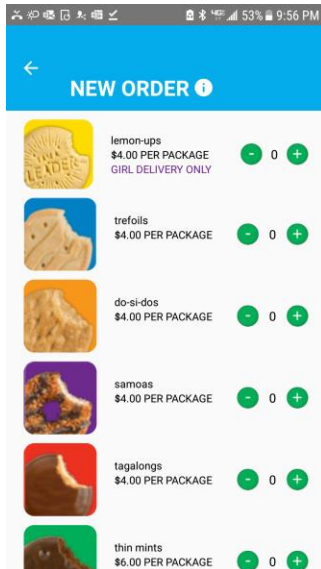 53% 9:56 PM
NEW ORDER
lemon-ups
$4.00 PER PACKAGE
GIRL DELIVERY ONLY
- 0 +
LEADER
trefoils
$4.00 PER PACKAGE
- 0 +
do-si-dos
$4.00 PER PACKAGE
- 0 +
samoas
$4.00 PER PACKAGE
- 0 +
tagalongs
$4.00 PER PACKAGE
- 0 +
thin mints
$6.00 PER PACKAGE
- 0 +